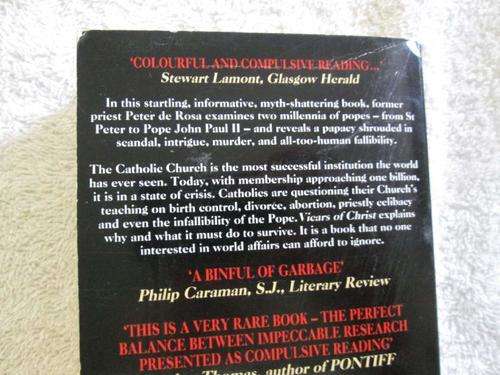 'COLOURFUL AND COMPULSIVE READING...'
Stewart Lamont, Glasgow Herald
In this startling, informative, myth-shattering book, former
priest Peter de Rosa examines two millennia of popes – from St
Peter to Pope John Paul II – and reveals a papacy shrouded in
scandal, intrigue, murder, and all-too-human fallibility.
The Catholic Church is the most successful institution the world
has ever seen. Today, with membership approaching one billion,
it is in a state of crisis. Catholics are questioning their Church's
teaching on birth control, divorce, abortion, priestly celibacy
and even the infallibility of the Pope. Vicars of Christ explains
why and what it must do to survive. It is a book that no one
interested in world affairs can afford to ignore.
'A BINFUL OF GARBAGE'
Philip Caraman, S.J., Literary Review
'THIS IS A VERY RARE BOOK – THE PERFECT
BALANCE BETWEEN IMPECCABLE RESEARCH
PRESENTED AS COMPULSIVE READING'
Thomas, author of PONTIFF